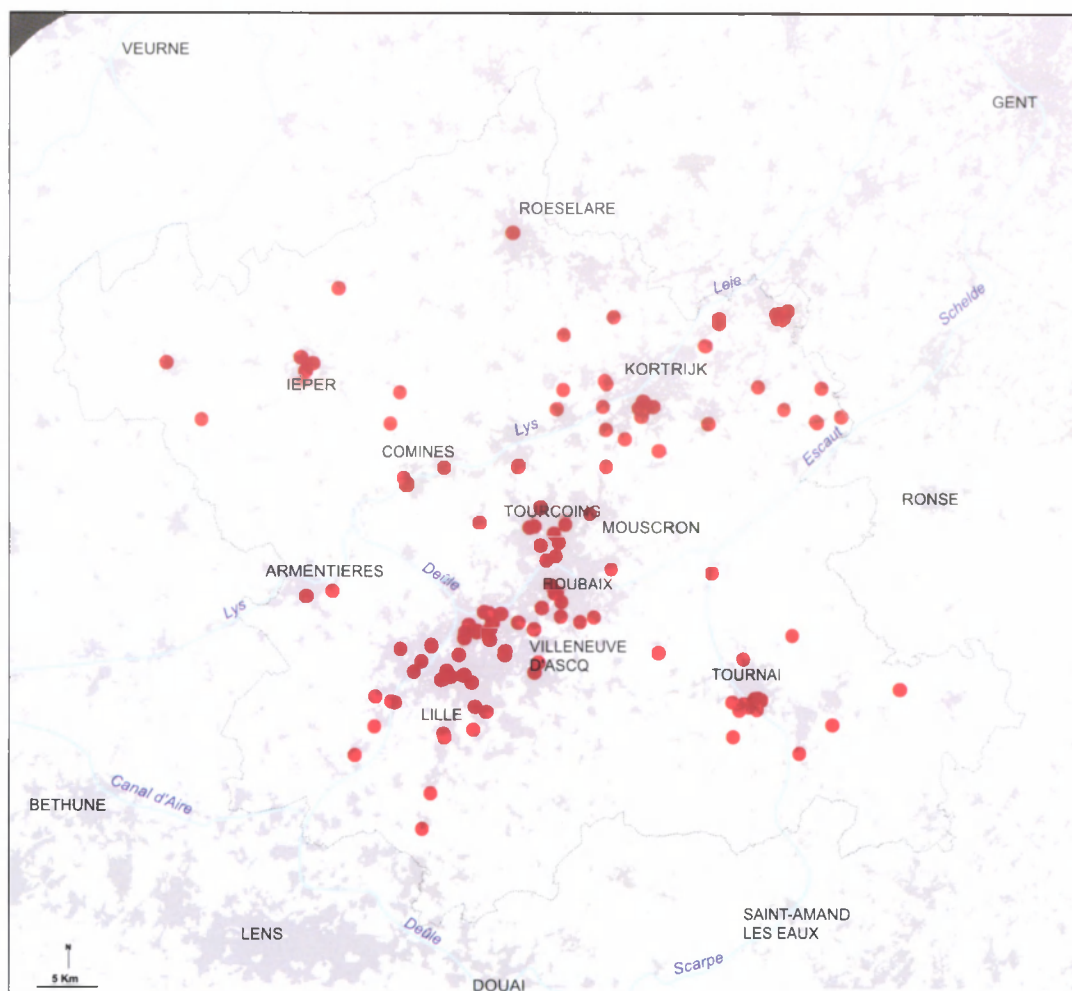 VEURNE
GENT
ROESELARE
Leie
Schelde
KORTRIJK
IEPER
Lys
Escaut
COMINES
RONSE
TOURCOING
MOUSCRON
ARMENTIERES
Deûle
ROUBAIX
Lys
VILLENEUVE
D'ASCQ
TOURNAI
LILLE
Canal d'Aire
BETHUNE
SAINT-AMAND
LES EAUX
LENS
Deûle
Scarpe
N
5 Km
DOUAI